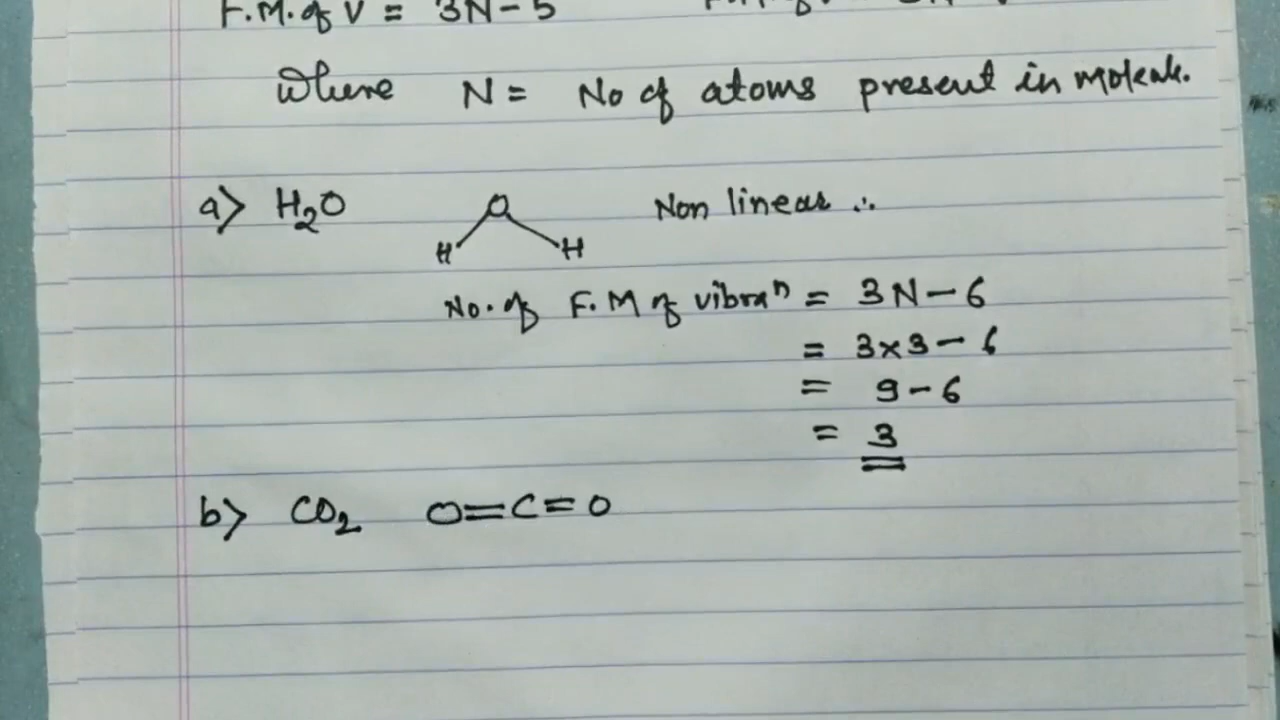 F.M. of V = 3N - 5
where N = No of atoms present in
a) H₂O O H H Non linear ∴
No. of F.M of vibraⁿ = 3N - 6
= 3×3 - 6
= 9 - 6
= 3
b) CO₂ O=C=O